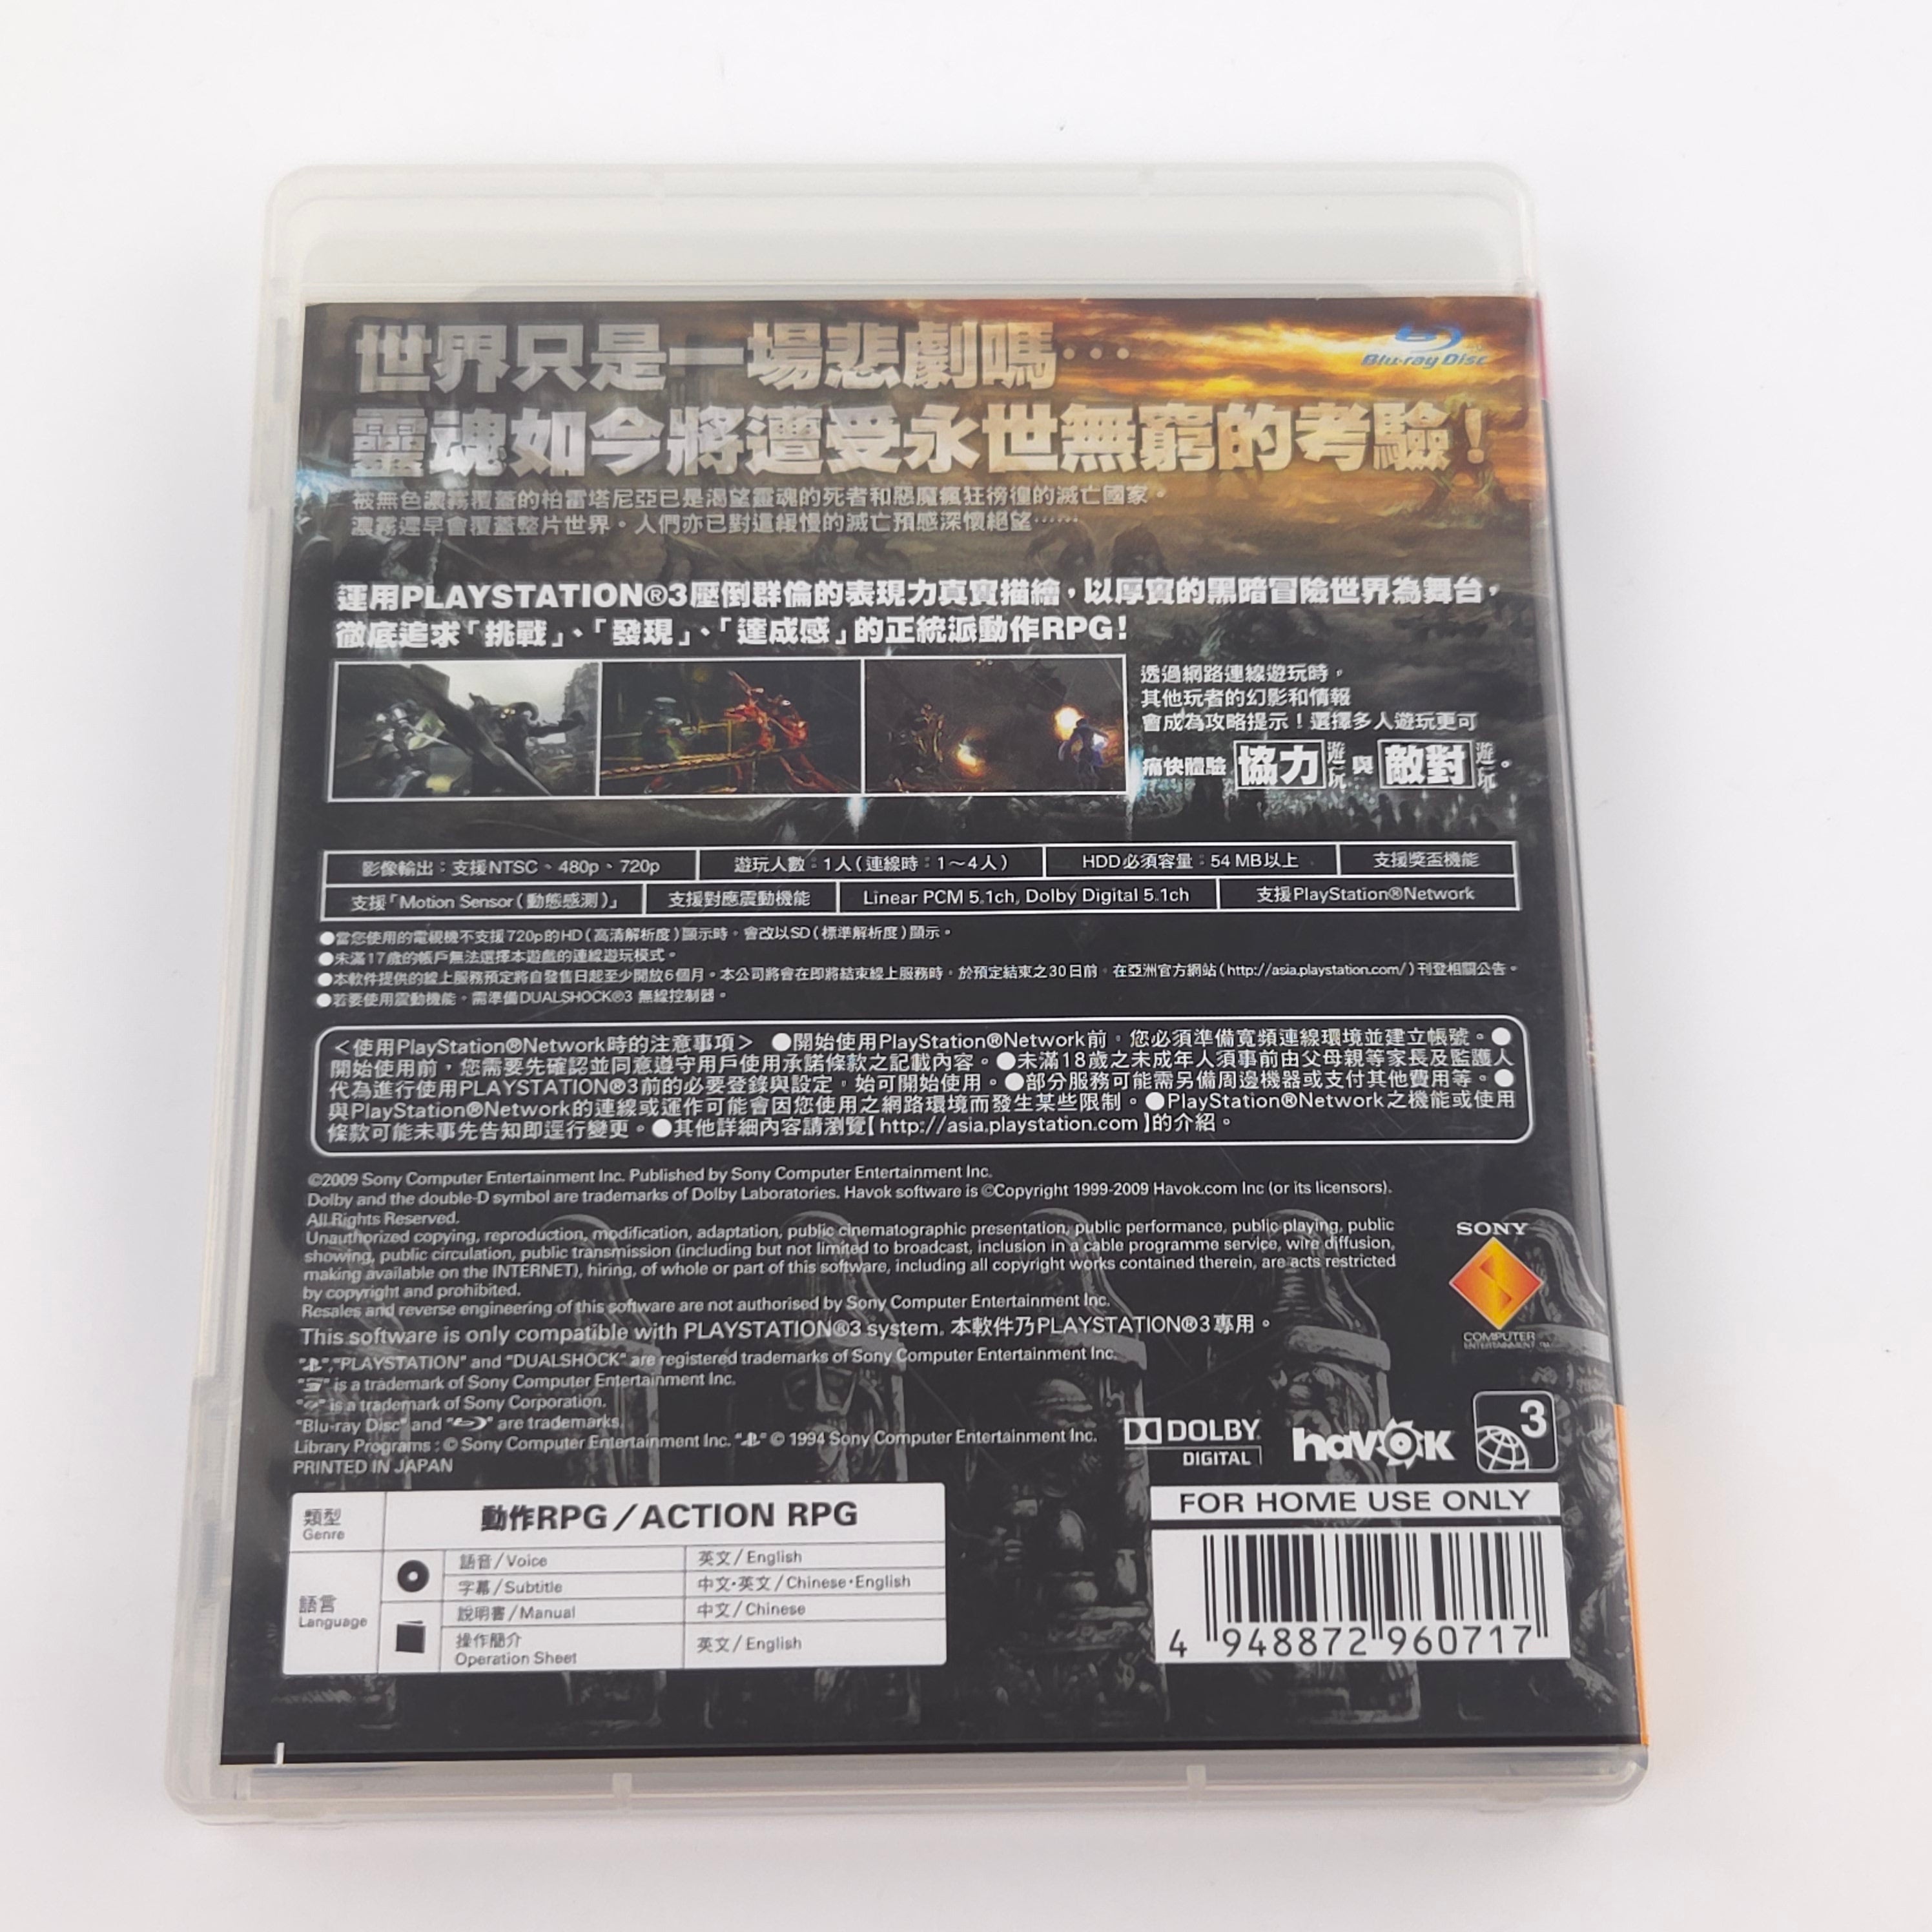 世界只是一場悲劇嗎…
Blu-ray Disc
靈魂如今將遭受永世無窮的考驗！
被無色濃霧覆蓋的柏雷塔尼亞已是渴望靈魂的死者和惡魔瘋狂徬徨的滅亡國家。
濃霧遲早會覆蓋整片世界。人們亦已對這緩慢的滅亡預感深懷絕望……
運用PLAYSTATION®3壓倒群倫的表現力真實描繪，以厚實的黑暗冒險世界為舞台，
徹底追求「挑戰」、「發現」、「達成感」的正統派動作RPG！
透過網路連線遊玩時，
其他玩者的幻影和情報
會成為攻略提示！選擇多人遊玩更可
痛快體驗 協力遊玩 與 敵對遊玩。
影像輸出：支援NTSC、480p、720p
遊玩人數：1人（連線時：1～4人）
HDD必須容量：54 MB以上
支援獎盃機能
支援「Motion Sensor（動態感測）」
支援對應震動機能
Linear PCM 5.1ch, Dolby Digital 5.1ch
支援PlayStation®Network
●當您使用的電視機不支援720p的HD（高清解析度）顯示時，會改以SD（標準解析度）顯示。
●未滿17歲的帳戶無法選擇本遊戲的連線遊玩模式。
●本軟件提供的線上服務預定將自發售日起至少開放6個月。本公司將會在即將結束線上服務時，於預定結束之30日前，在亞洲官方網站（http://asia.playstation.com/）刊登相關公告。
●若要使用震動機能，需準備DUALSHOCK®3 無線控制器。
＜使用PlayStation®Network時的注意事項＞ ●開始使用PlayStation®Network前，您必須準備寬頻連線環境並建立帳號。●
開始使用前，您需要先確認並同意遵守用戶使用承諾條款之記載內容。●未滿18歲之未成年人須事前由父母親等家長及監護人
代為進行使用PLAYSTATION®3前的必要登錄與設定，始可開始使用。●部分服務可能需另備周邊機器或支付其他費用等。●
與PlayStation®Network的連線或運作可能會因您使用之網路環境而發生某些限制。●PlayStation®Network之機能或使用
條款可能未事先告知即逕行變更。●其他詳細內容請瀏覽【http://asia.playstation.com】的介紹。
©2009 Sony Computer Entertainment Inc. Published by Sony Computer Entertainment Inc.
Dolby and the double-D symbol are trademarks of Dolby Laboratories. Havok software is ©Copyright 1999-2009 Havok.com Inc (or its licensors).
All Rights Reserved.
Unauthorized copying, reproduction, modification, adaptation, public cinematographic presentation, public performance, public playing, public
showing, public circulation, public transmission (including but not limited to broadcast, inclusion in a cable programme service, wire diffusion,
making available on the INTERNET), hiring, of whole or part of this software, including all copyright works contained therein, are acts restricted
by copyright and prohibited.
Resales and reverse engineering of this software are not authorised by Sony Computer Entertainment Inc.
This software is only compatible with PLAYSTATION®3 system. 本軟件乃PLAYSTATION®3專用。
SONY
COMPUTER
ENTERTAINMENT
" ","PLAYSTATION" and "DUALSHOCK" are registered trademarks of Sony Computer Entertainment Inc.
" " is a trademark of Sony Computer Entertainment Inc.
" " is a trademark of Sony Corporation.
"Blu-ray Disc" and " " are trademarks.
Library Programs : © Sony Computer Entertainment Inc. " " © 1994 Sony Computer Entertainment Inc.
PRINTED IN JAPAN
DOLBY
DIGITAL
havok
3
類型
Genre
動作RPG／ACTION RPG
語言
Language
語音/Voice 英文/English
字幕/Subtitle 中文・英文/Chinese・English
說明書/Manual 中文/Chinese
操作簡介
Operation Sheet 英文/English
FOR HOME USE ONLY
4 948872 960717